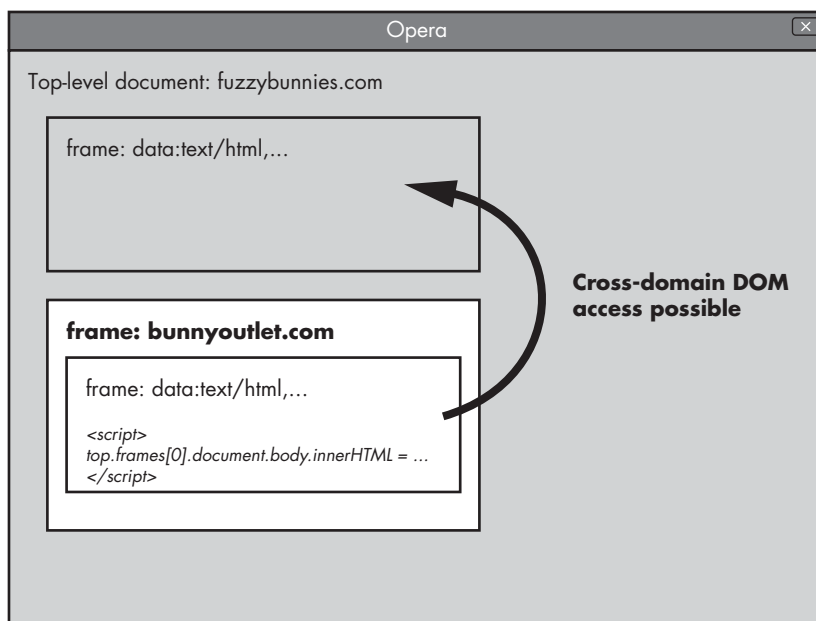 Opera
Top-level document: fuzzybunnies.com
frame: data:text/html,...
Cross-domain DOM
access possible
frame: bunnyoutlet.com
frame: data:text/html,...
<script>
top.frames[0].document.body.innerHTML = ...
</script>